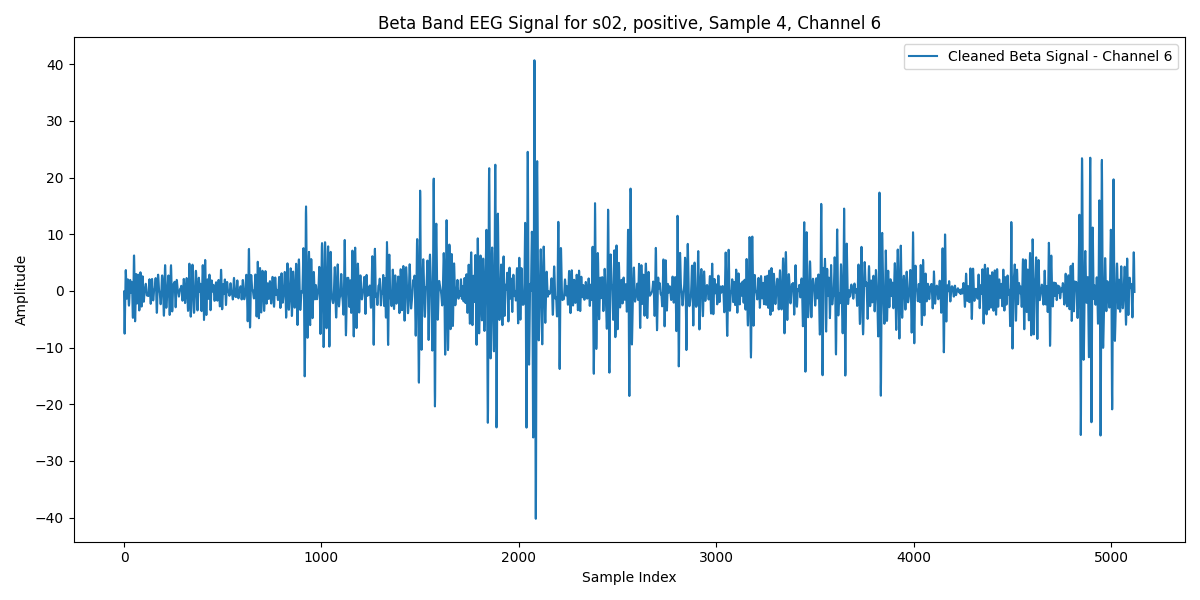 Beta Band EEG Signal for s02, positive, Sample 4, Channel 6
Cleaned Beta Signal - Channel 6
Amplitude
40
30
20
10
0
−10
−20
−30
−40
0 1000 2000 3000 4000 5000
Sample Index